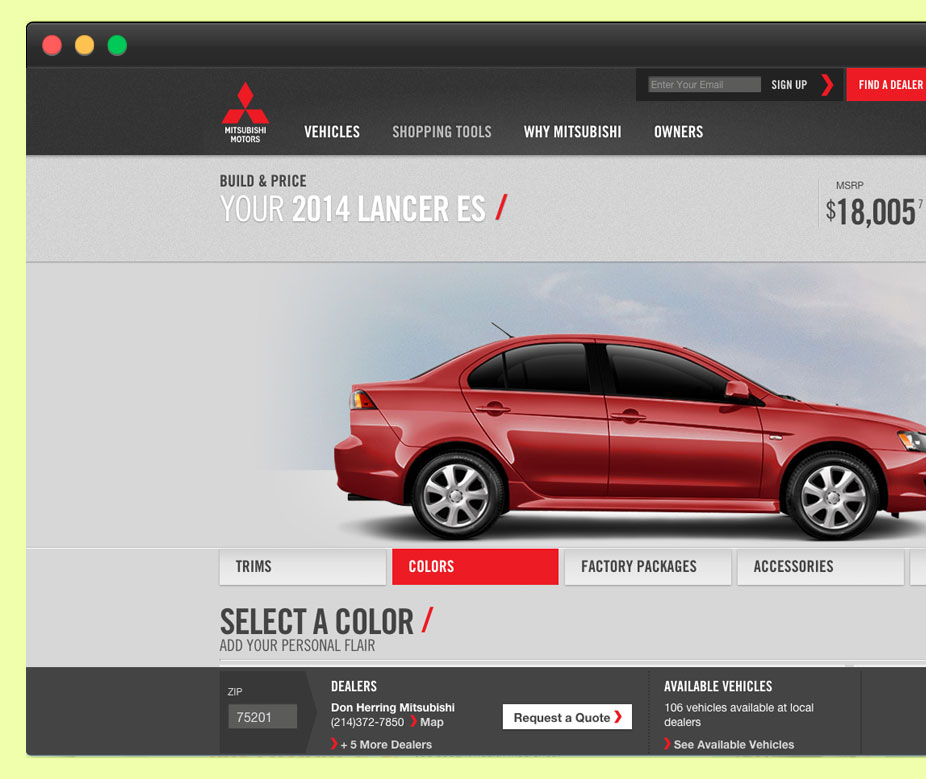 Enter Your Email
SIGN UP
FIND A DEALER
MITSUBISHI
MOTORS
VEHICLES
SHOPPING TOOLS
WHY MITSUBISHI
OWNERS
BUILD & PRICE
YOUR 2014 LANCER ES /
MSRP
$18,005 7
TRIMS
COLORS
FACTORY PACKAGES
ACCESSORIES
SELECT A COLOR /
ADD YOUR PERSONAL FLAIR
ZIP
75201
DEALERS
Don Herring Mitsubishi
(214)372-7850 ❯ Map
❯ + 5 More Dealers
Request a Quote ❯
AVAILABLE VEHICLES
106 vehicles available at local
dealers
❯ See Available Vehicles